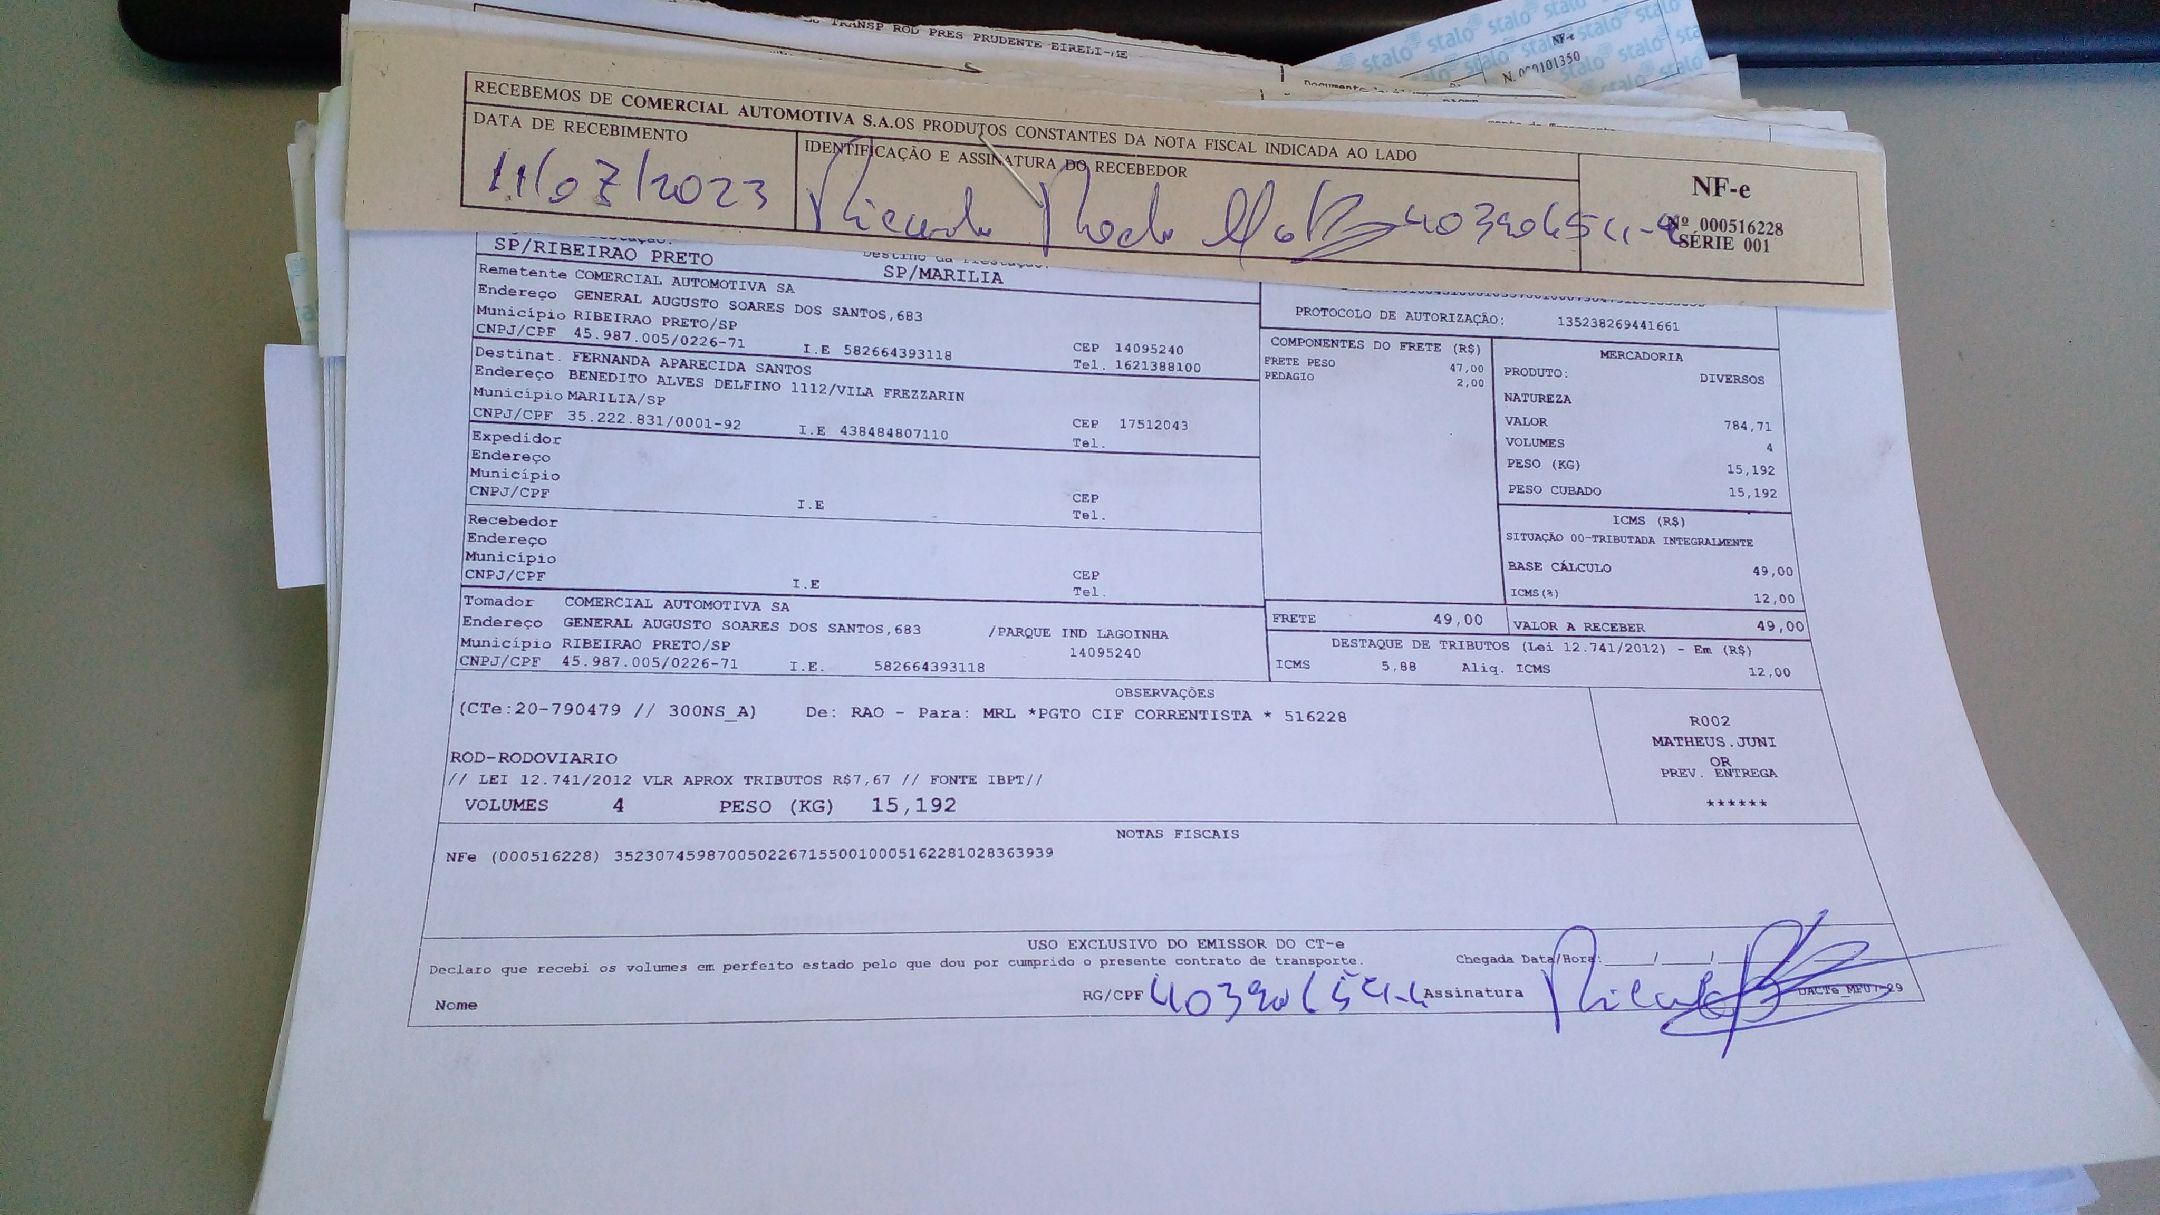 TRANSP ROD PRES PRUDENTE EIRELI-ME
NF-e
RECEBEMOS DE COMERCIAL AUTOMOTIVA S.A.OS PRODUTOS CONSTANTES DA NOTA FISCAL INDICADA AO LADO
DATA DE RECEBIMENTO
11/07/2023
IDENTIFICAÇÃO E ASSINATURA DO RECEBEDOR
NF-e
Nº 000516228
SÉRIE 001
SP/RIBEIRAO PRETO
SP/MARILIA
Remetente COMERCIAL AUTOMOTIVA SA
Endereço GENERAL AUGUSTO SOARES DOS SANTOS,683
Município RIBEIRAO PRETO/SP
CEP 14095240
CNPJ/CPF 45.987.005/0226-71 I.E 582664393118
Tel. 1621388100
Destinat. FERNANDA APARECIDA SANTOS
Endereço BENEDITO ALVES DELFINO 1112/VILA FREZZARIN
Município MARILIA/SP
CEP 17512043
CNPJ/CPF 35.222.831/0001-92 I.E 438484807110
Tel.
Expedidor
Endereço
Município
CEP
CNPJ/CPF I.E
Tel.
Recebedor
Endereço
Município
CEP
CNPJ/CPF I.E
Tel.
Tomador COMERCIAL AUTOMOTIVA SA
Endereço GENERAL AUGUSTO SOARES DOS SANTOS,683 /PARQUE IND LAGOINHA
Município RIBEIRAO PRETO/SP 14095240
CNPJ/CPF 45.987.005/0226-71 I.E. 582664393118
PROTOCOLO DE AUTORIZAÇÃO: 135238269441661
COMPONENTES DO FRETE (R$)
FRETE PESO 47,00
PEDAGIO 2,00
MERCADORIA
PRODUTO: DIVERSOS
NATUREZA
VALOR 784,71
VOLUMES 4
PESO (KG) 15,192
PESO CUBADO 15,192
ICMS (R$)
SITUAÇÃO 00-TRIBUTADA INTEGRALMENTE
BASE CÁLCULO 49,00
ICMS(%) 12,00
FRETE 49,00 VALOR A RECEBER 49,00
DESTAQUE DE TRIBUTOS (Lei 12.741/2012) - Em (R$)
ICMS 5,88 Aliq. ICMS 12,00
OBSERVAÇÕES
(CTe:20-790479 // 300NS_A) De: RAO - Para: MRL *PGTO CIF CORRENTISTA * 516228
ROD-RODOVIARIO
// LEI 12.741/2012 VLR APROX TRIBUTOS R$7,67 // FONTE IBPT//
VOLUMES 4 PESO (KG) 15,192
R002
MATHEUS.JUNI
OR
PREV. ENTREGA
******
NOTAS FISCAIS
NFe (000516228) 35230745987005022671550010005162281028363939
USO EXCLUSIVO DO EMISSOR DO CT-e
Declaro que recebi os volumes em perfeito estado pelo que dou por cumprido o presente contrato de transporte. Chegada Data/Hora:____/____/
Nome RG/CPF Assinatura